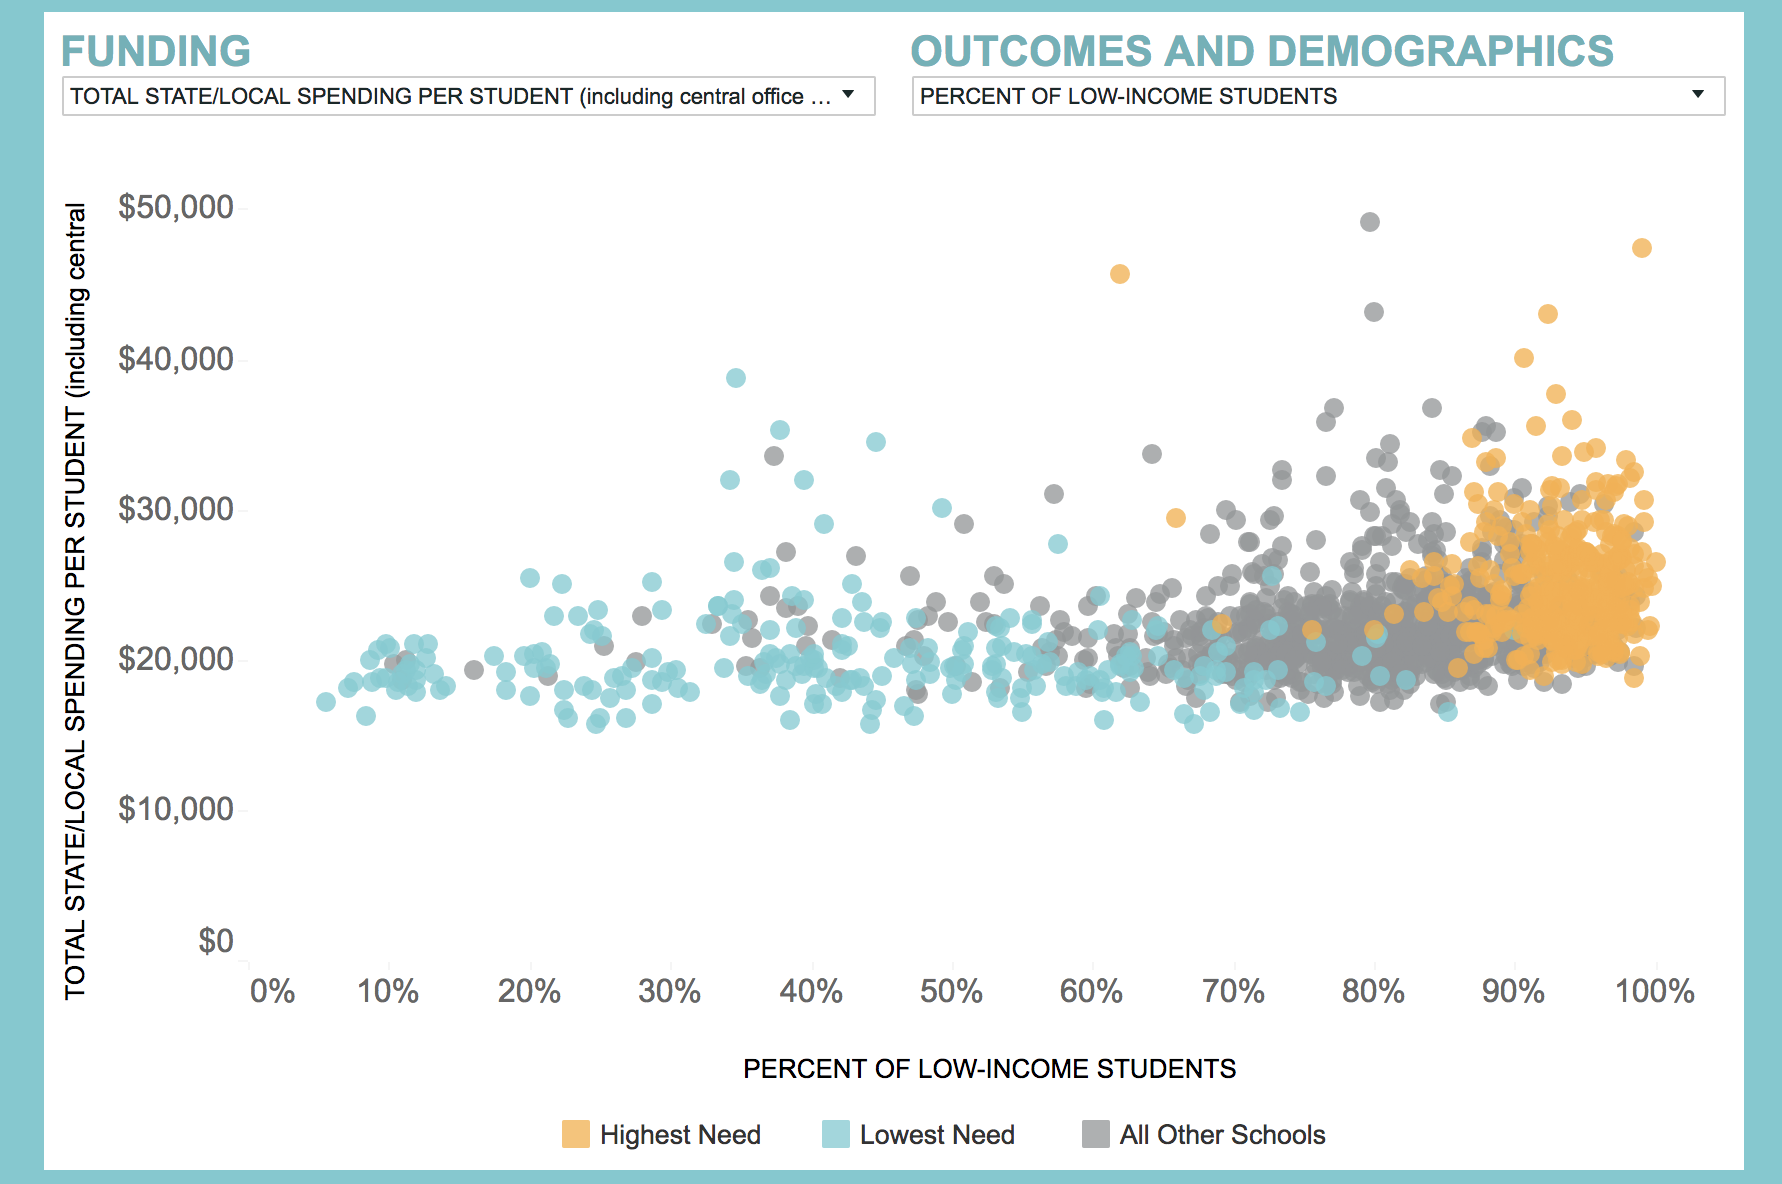 FUNDING
OUTCOMES AND DEMOGRAPHICS
TOTAL STATE/LOCAL SPENDING PER STUDENT (including central office ...
PERCENT OF LOW-INCOME STUDENTS
TOTAL STATE/LOCAL SPENDING PER STUDENT (including central
$50,000
$40,000
$30,000
$20,000
$10,000
$0
0% 10% 20% 30% 40% 50% 60% 70% 80% 90% 100%
PERCENT OF LOW-INCOME STUDENTS
Highest Need Lowest Need All Other Schools